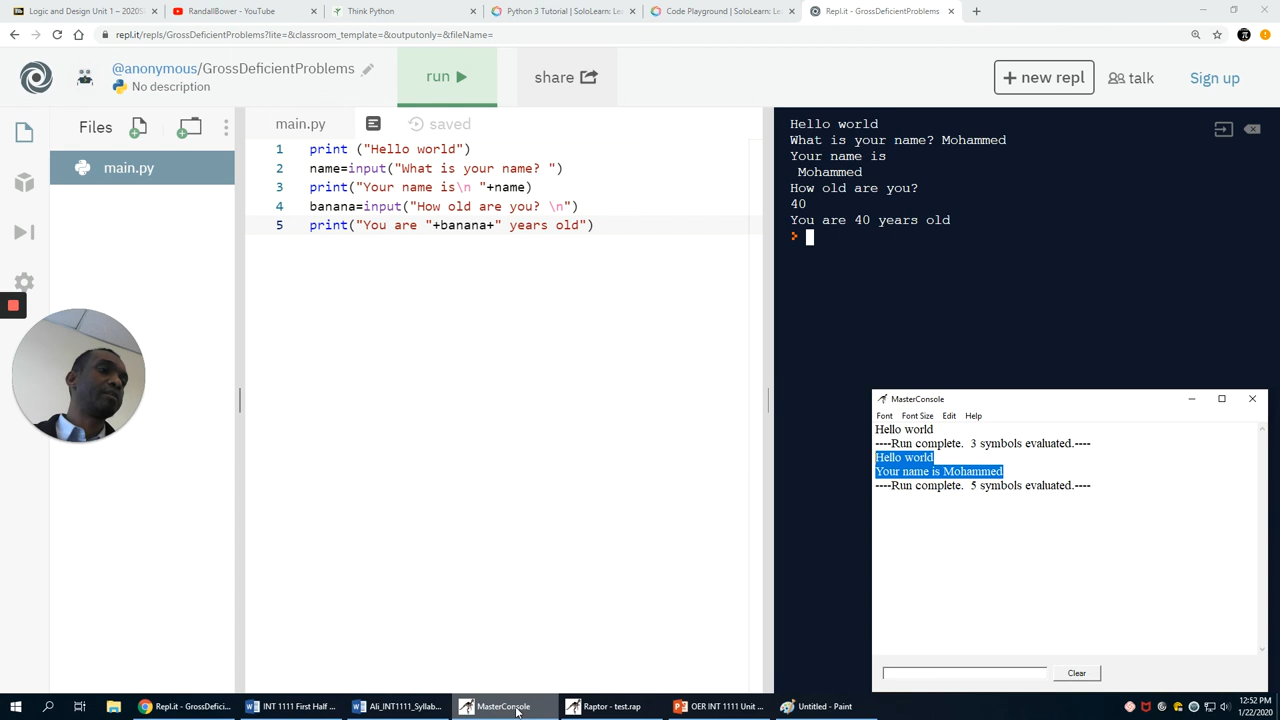 Logic and Design Unit 1 – 2020S
RandallBower - YouTube
Think Python
Python 3 Tutorial | SoloLearn: Le
Code Playground | SoloLearn: Le
Repl.it - GrossDeficientProblems
repl.it/repls/GrossDeficientProblems?lite=&classroom_template=&outputonly=&fileName=
@anonymous/GrossDeficientProblems
No description
run
share
+ new repl
talk
Sign up
Files
main.py
main.py
saved
1 print ("Hello world")
2 name=input("What is your name? ")
3 print("Your name is\n "+name)
4 banana=input("How old are you? \n")
5 print("You are "+banana+" years old")
Hello world
What is your name? Mohammed
Your name is
Mohammed
How old are you?
40
You are 40 years old
MasterConsole
Font Font Size Edit Help
Hello world
----Run complete. 3 symbols evaluated.----
Hello world
Your name is Mohammed
----Run complete. 5 symbols evaluated.----
Clear
Repl.it - GrossDefici...
INT 1111 First Half ...
Ali_INT1111_Syllab...
MasterConsole
Raptor - test.rap
OER INT 1111 Unit ...
Untitled - Paint
12:52 PM
1/22/2020